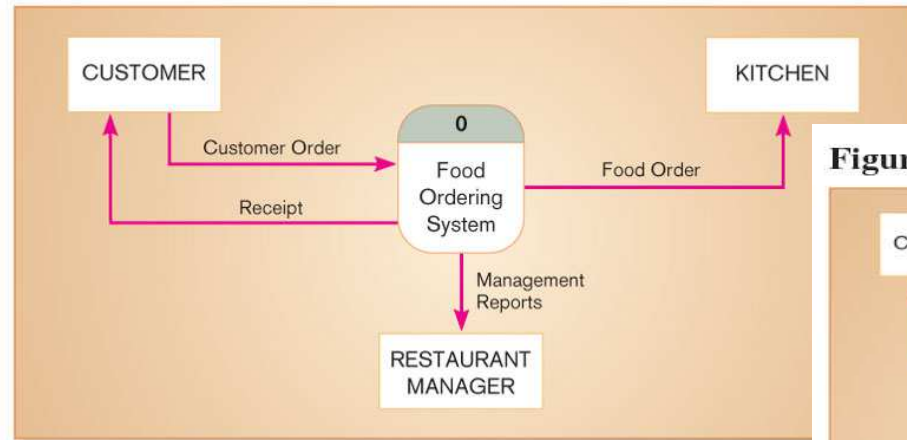 CUSTOMER
KITCHEN
0
Customer Order
Food
Ordering
System
Food Order
Receipt
Management
Reports
RESTAURANT
MANAGER